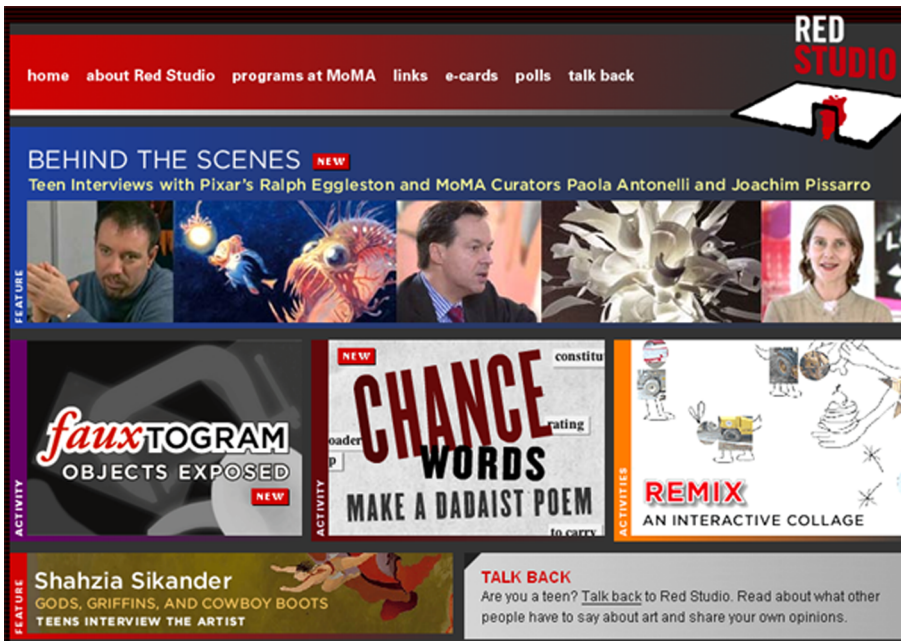 RED
STUDIO
home about Red Studio programs at MoMA links e-cards polls talk back
BEHIND THE SCENES NEW
Teen Interviews with Pixar's Ralph Eggleston and MoMA Curators Paola Antonelli and Joachim Pissarro
FEATURE
fauxTOGRAM
OBJECTS EXPOSED
NEW
ACTIVITY
NEW
constitu
CHANCE
rating
oader
WORDS
p
MAKE A DADAIST POEM
to carry
ACTIVITY
REMIX
AN INTERACTIVE COLLAGE
ACTIVITIES
Shahzia Sikander
GODS, GRIFFINS, AND COWBOY BOOTS
TEENS INTERVIEW THE ARTIST
FEATURE
TALK BACK
Are you a teen? Talk back to Red Studio. Read about what other
people have to say about art and share your own opinions.